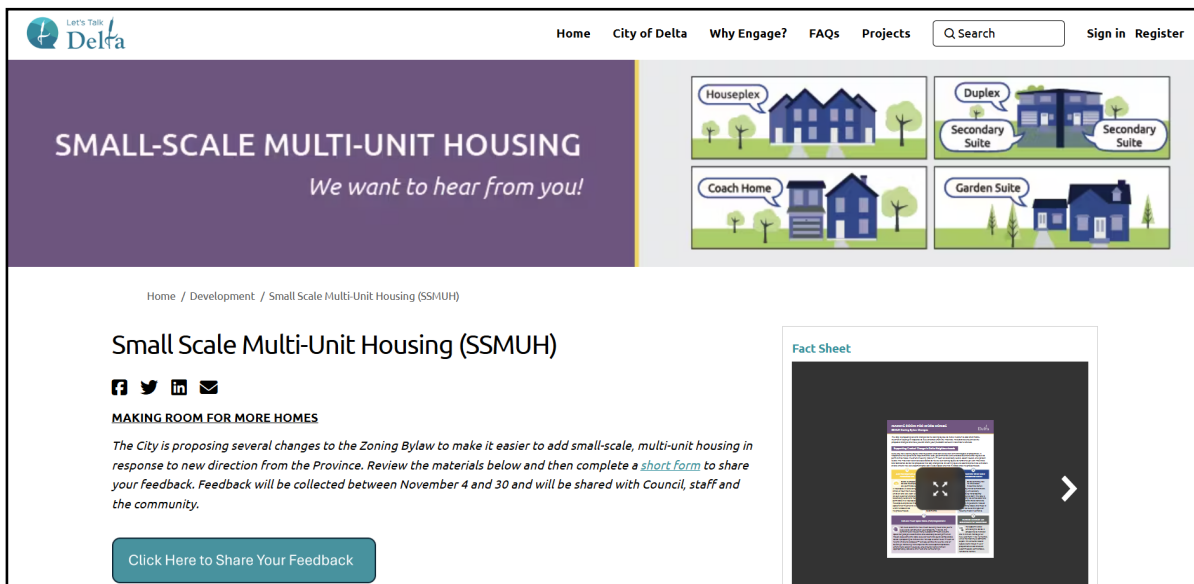 Let's Talk
Delta
Home City of Delta Why Engage? FAQs Projects Search Sign in Register
SMALL-SCALE MULTI-UNIT HOUSING
We want to hear from you!
Houseplex
Duplex
Secondary
Suite
Secondary
Suite
Coach Home
Garden Suite
Home / Development / Small Scale Multi-Unit Housing (SSMUH)
Small Scale Multi-Unit Housing (SSMUH)
MAKING ROOM FOR MORE HOMES
The City is proposing several changes to the Zoning Bylaw to make it easier to add small-scale, multi-unit housing in
response to new direction from the Province. Review the materials below and then complete a short form to share
your feedback. Feedback will be collected between November 4 and 30 and will be shared with Council, staff and
the community.
Click Here to Share Your Feedback
Fact Sheet